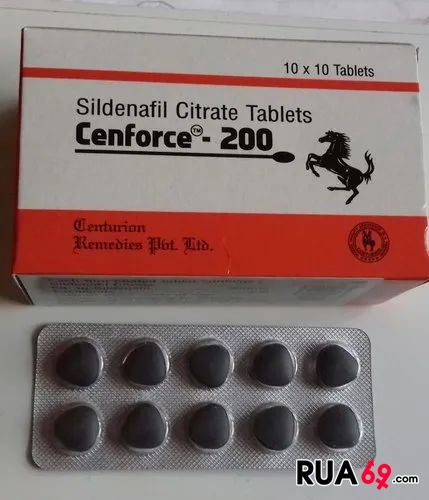 10 x 10 Tablets
Sildenafil Citrate Tablets
Cenforce™- 200
Centurion
Remedies Pvt. Ltd.
RUA69.com